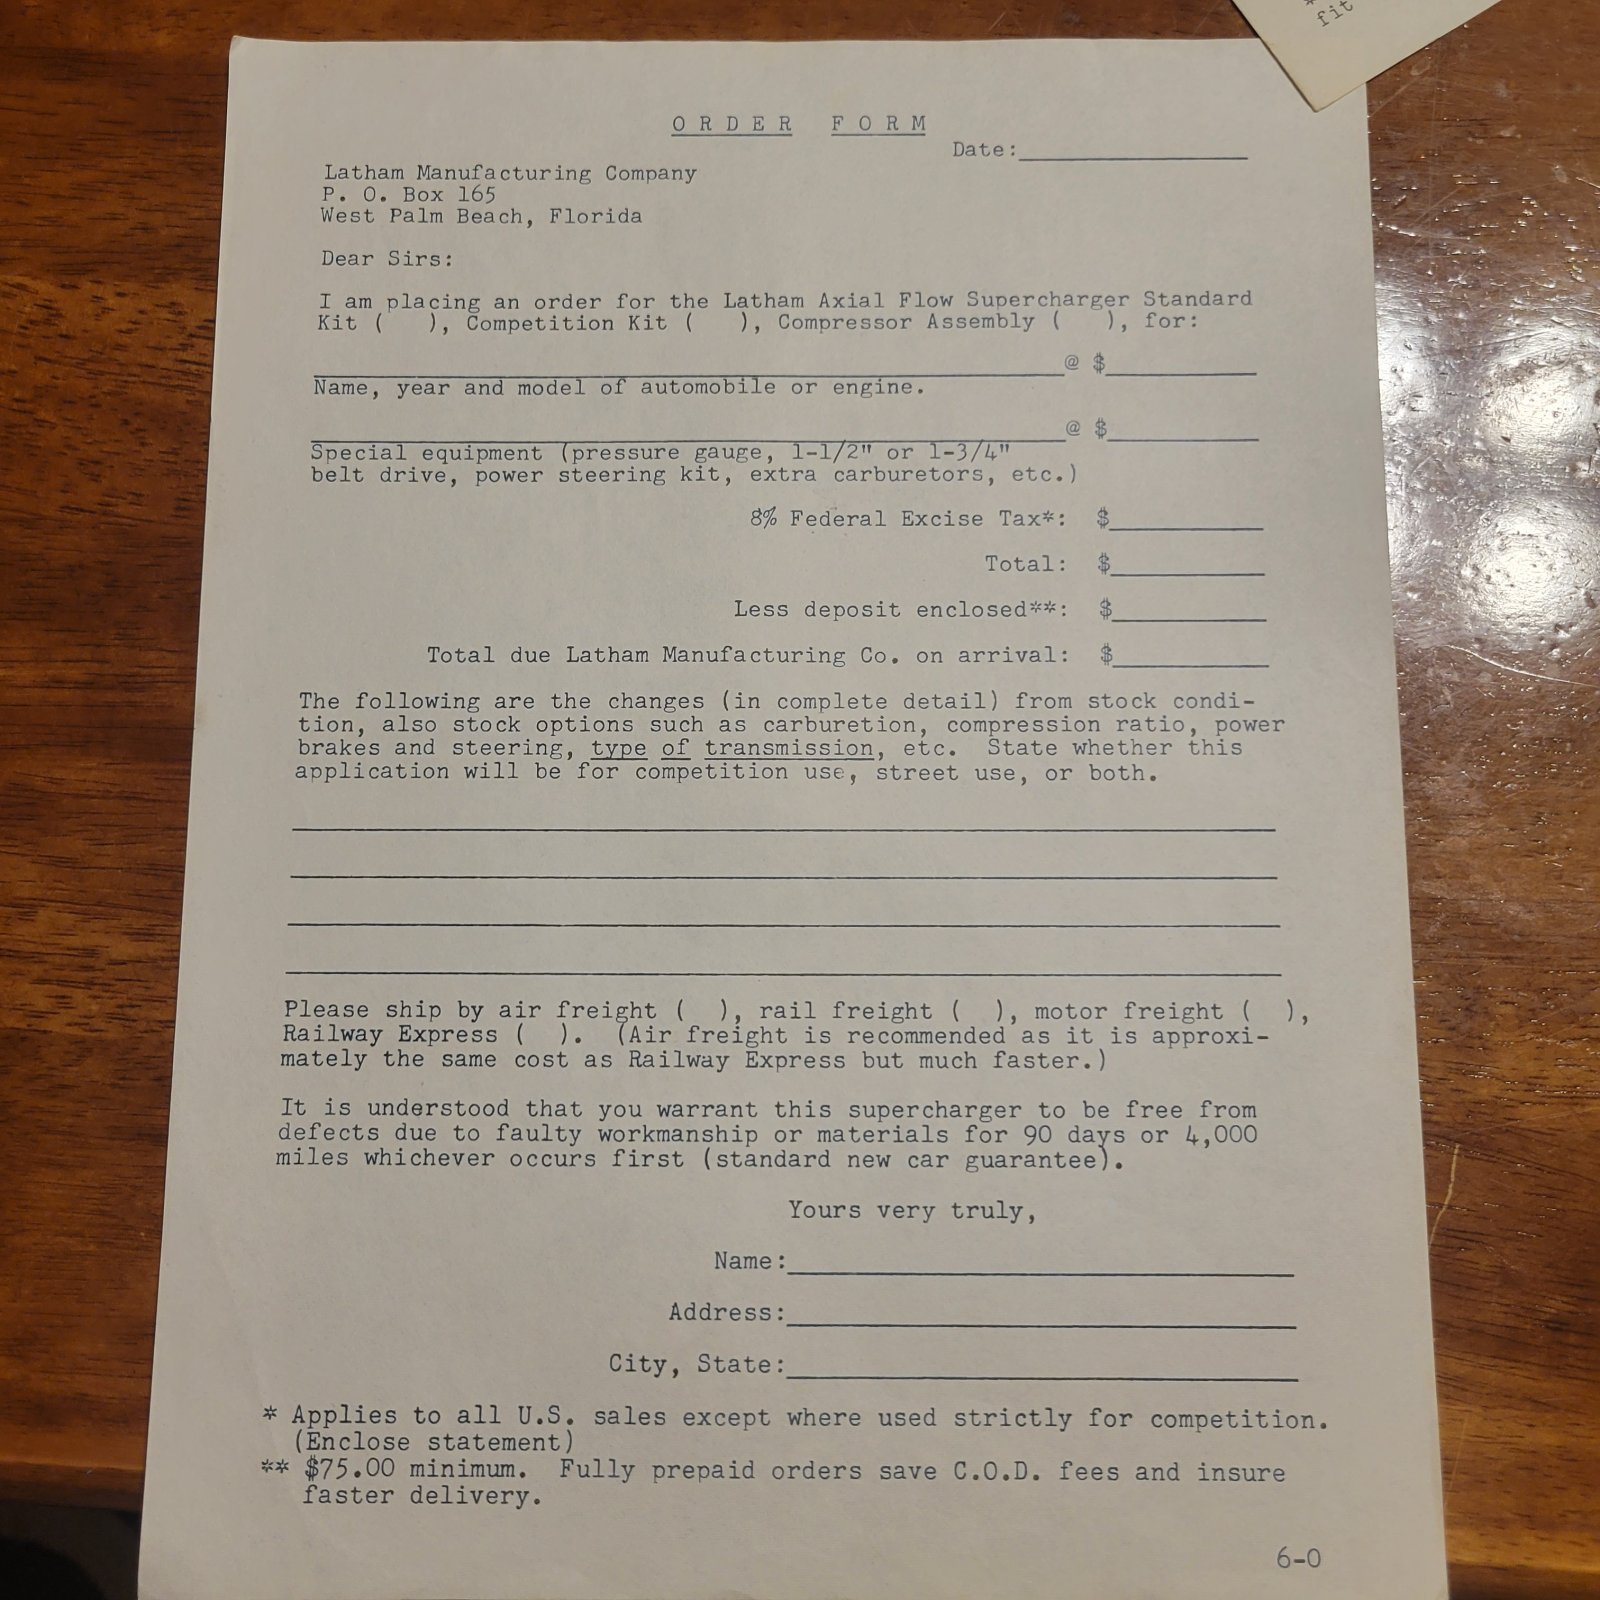 fit
ORDER FORM
Date:
Latham Manufacturing Company
P. O. Box 165
West Palm Beach, Florida
Dear Sirs:
I am placing an order for the Latham Axial Flow Supercharger Standard
Kit ( ), Competition Kit ( ), Compressor Assembly ( ), for:
@ $
Name, year and model of automobile or engine.
@ $
Special equipment (pressure gauge, 1-1/2" or 1-3/4"
belt drive, power steering kit, extra carburetors, etc.)
8% Federal Excise Tax*: $
Total: $
Less deposit enclosed**: $
Total due Latham Manufacturing Co. on arrival: $
The following are the changes (in complete detail) from stock condi-
tion, also stock options such as carburetion, compression ratio, power
brakes and steering, type of transmission, etc. State whether this
application will be for competition use, street use, or both.
Please ship by air freight ( ), rail freight ( ), motor freight ( ),
Railway Express ( ). (Air freight is recommended as it is approxi-
mately the same cost as Railway Express but much faster.)
It is understood that you warrant this supercharger to be free from
defects due to faulty workmanship or materials for 90 days or 4,000
miles whichever occurs first (standard new car guarantee).
Yours very truly,
Name:
Address:
City, State:
* Applies to all U.S. sales except where used strictly for competition.
(Enclose statement)
** $75.00 minimum. Fully prepaid orders save C.O.D. fees and insure
faster delivery.
6-0